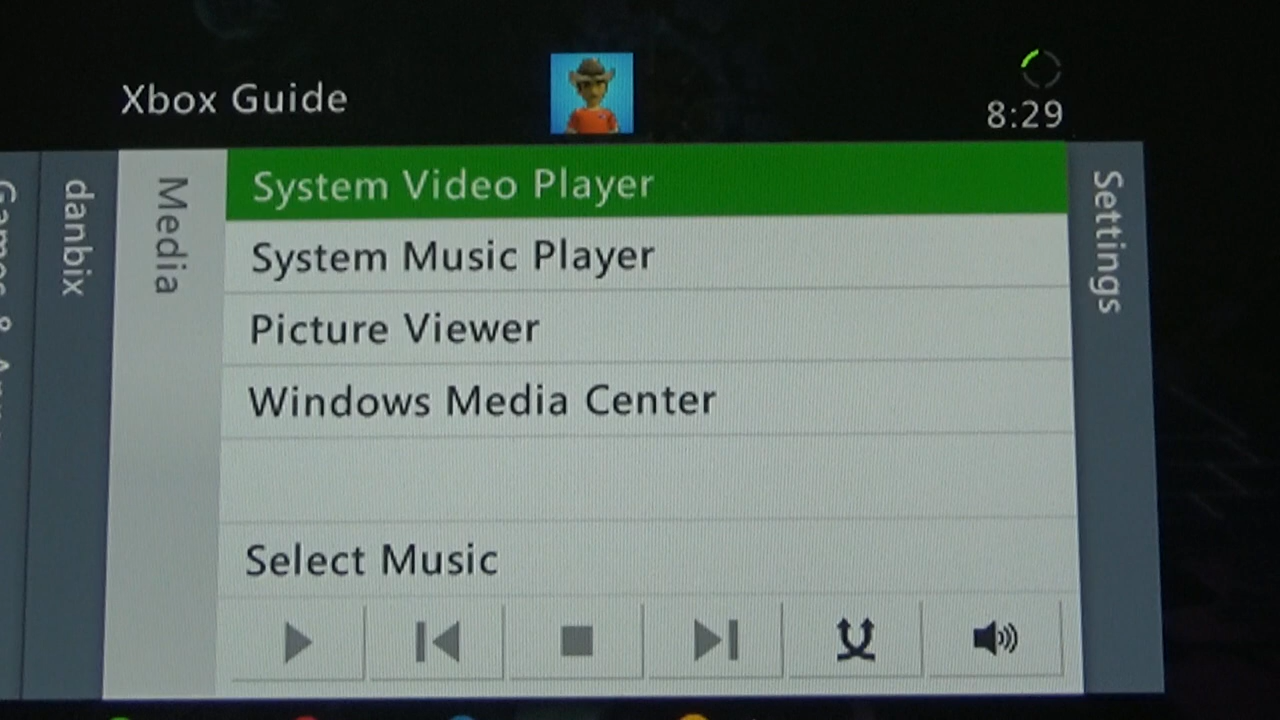 Xbox Guide
8:29
Games &
danbix
Media
System Video Player
System Music Player
Picture Viewer
Windows Media Center
Select Music
Settings